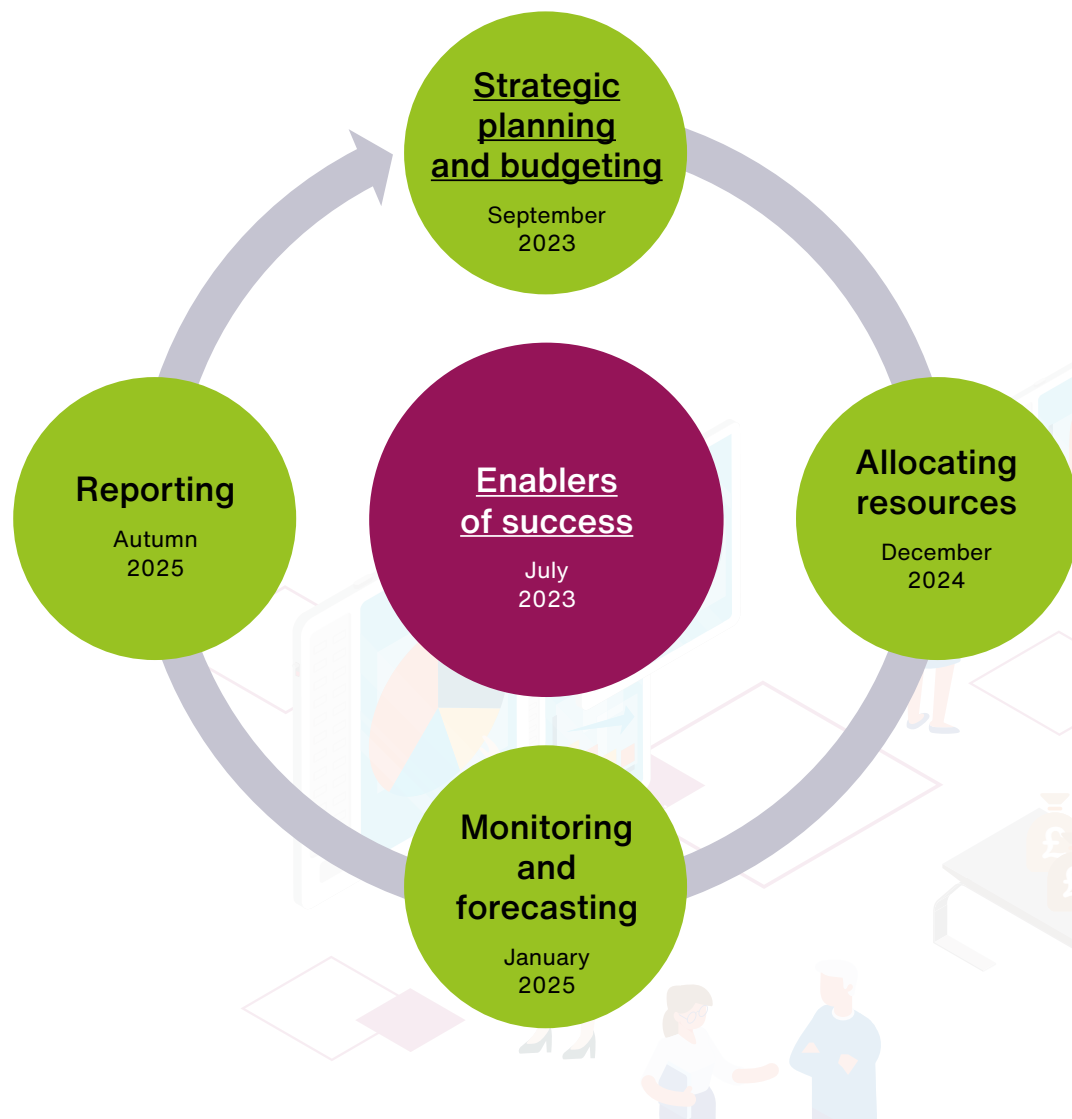 Strategic
planning
and budgeting
September
2023
Allocating
resources
December
2024
Enablers
of success
July
2023
Reporting
Autumn
2025
Monitoring
and
forecasting
January
2025
£
£